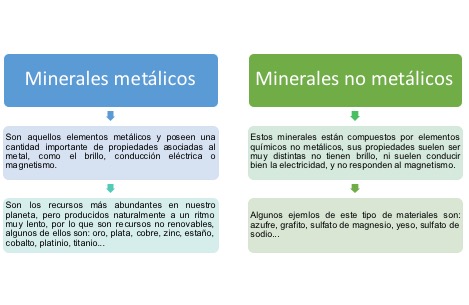 Minerales metálicos
Son aquellos elementos metálicos y poseen una
cantidad importante de propiedades asociadas al
metal, como el brillo, conducción eléctrica o
magnetismo.
Son los recursos más abundantes en nuestro
planeta, pero producidos naturalmente a un ritmo
muy lento, por lo que son recursos no renovables,
algunos de ellos son: oro, plata, cobre, zinc, estaño,
cobalto, platinio, titanio...
Minerales no metálicos
Estos minerales están compuestos por elementos
químicos no metálicos, sus propiedades suelen ser
muy distintas no tienen brillo, ni suelen conducir
bien la electricidad, y no responden al magnetismo.
Algunos ejemlos de este tipo de materiales son:
azufre, grafito, sulfato de magnesio, yeso, sulfato de
sodio...